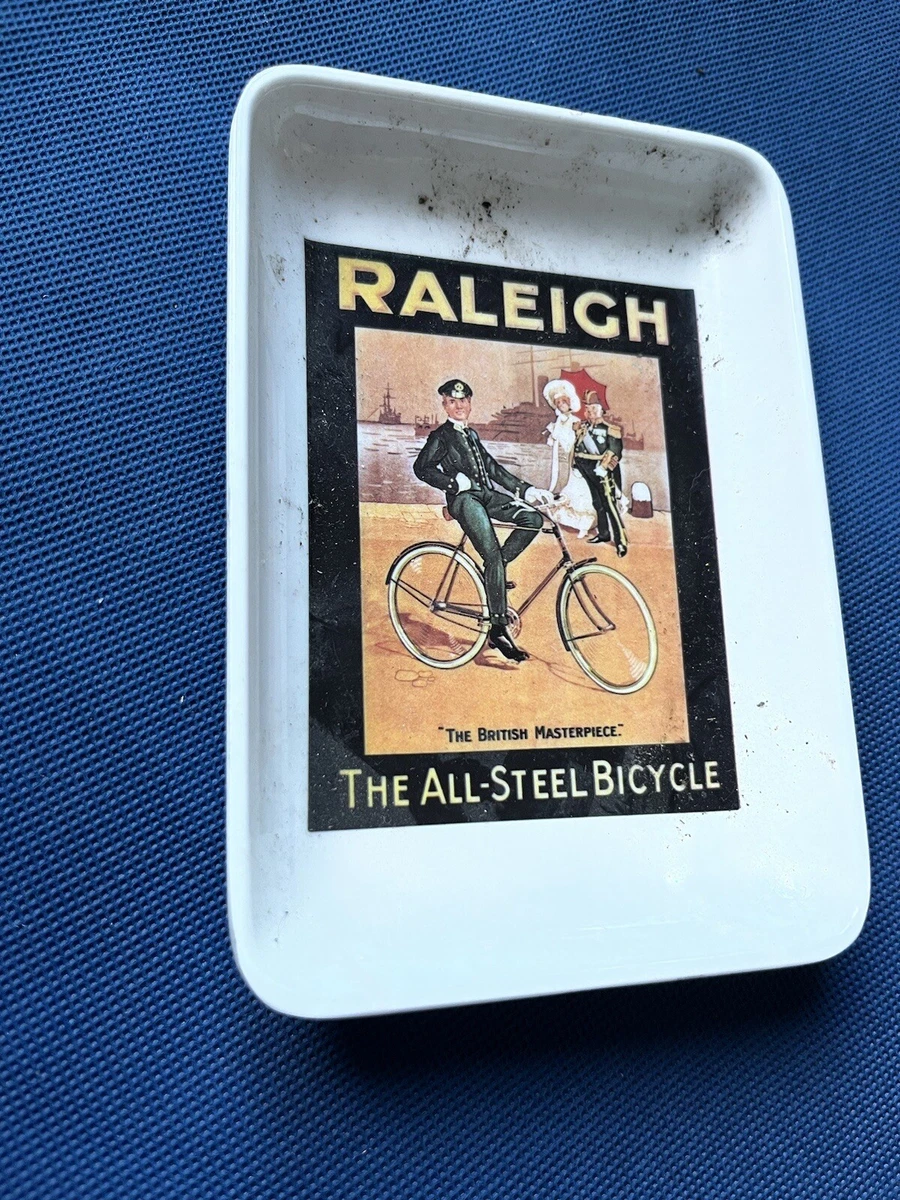 RALEIGH
"THE BRITISH MASTERPIECE."
THE ALL-STEEL BICYCLE